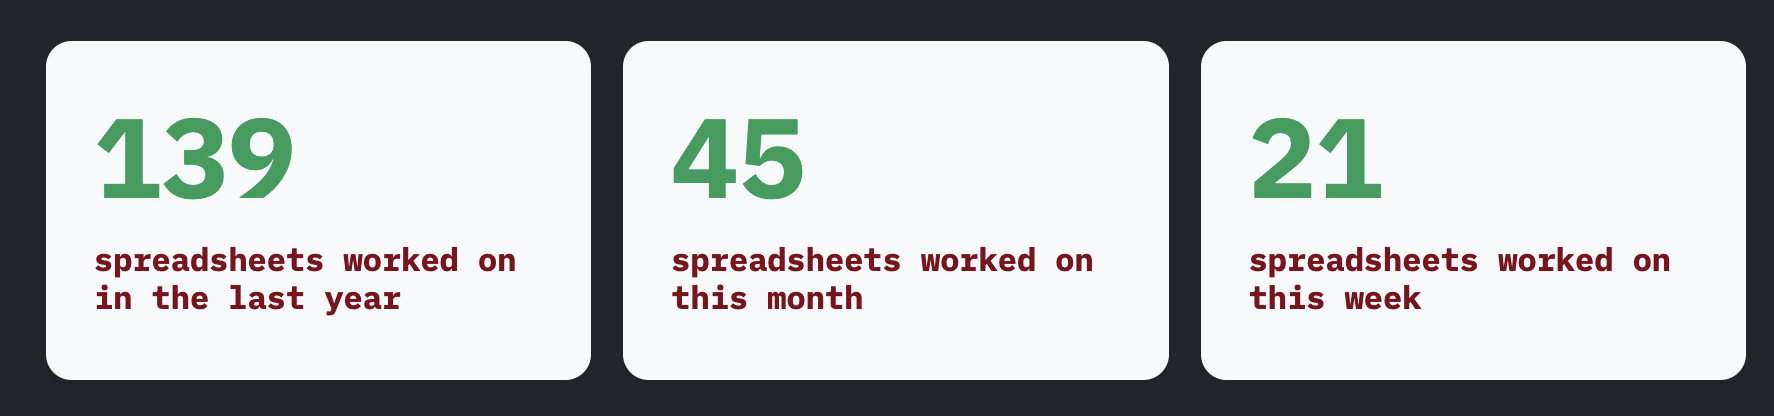 139
spreadsheets worked on
in the last year
45
spreadsheets worked on
this month
21
spreadsheets worked on
this week